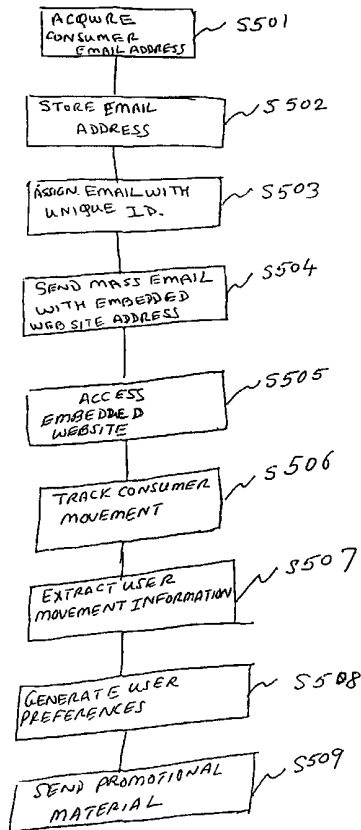 ACQUIRE
CONSUMER
EMAIL ADDRESS
S501
STORE EMAIL
ADDRESS
S502
ASSIGN EMAIL WITH
UNIQUE I.D.
S503
SEND MASS EMAIL
WITH EMBEDDED
WEB SITE ADDRESS
S504
ACCESS
EMBEDDED
WEBSITE
S505
TRACK CONSUMER
MOVEMENT
S506
EXTRACT USER
MOVEMENT INFORMATION
S507
GENERATE USER
PREFERENCES
S508
SEND PROMOTIONAL
MATERIAL
S509